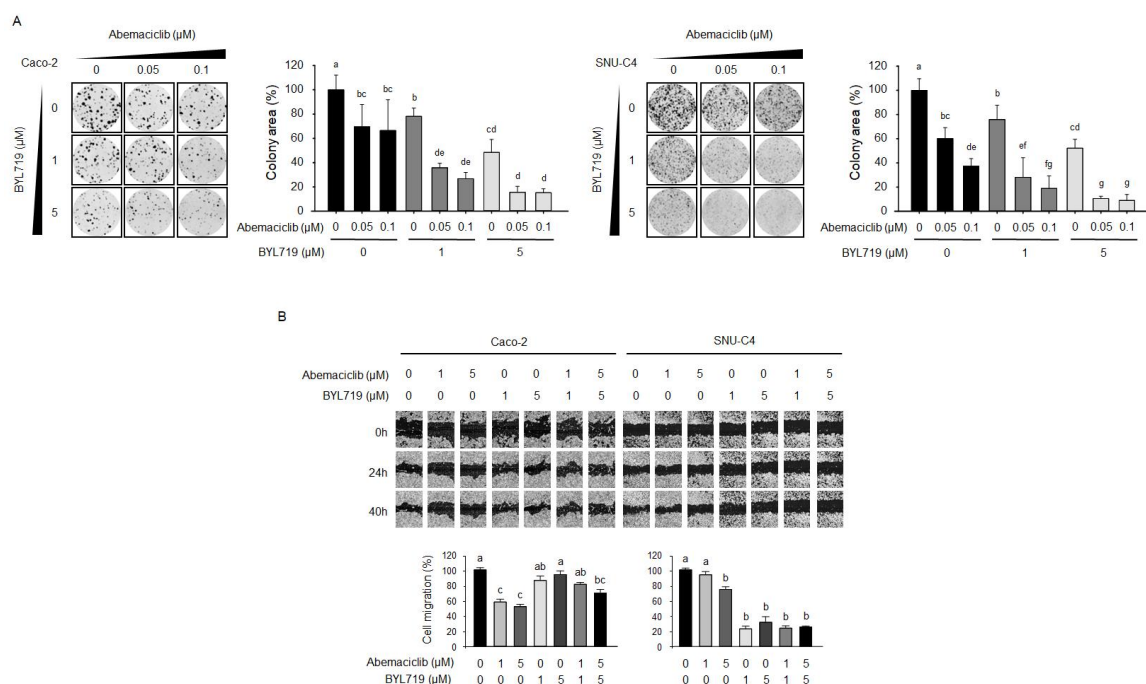 A
Abemaciclib (µM)
Caco-2
0 0.05 0.1
BYL719 (µM)
0
1
5
Colony area (%)
120
100
80
60
40
20
0
a bc bc b de de cd d d
Abemaciclib (µM) 0 0.05 0.1 0 0.05 0.1 0 0.05 0.1
BYL719 (µM) 0 1 5
Abemaciclib (µM)
SNU-C4
0 0.05 0.1
BYL719 (µM)
0
1
5
Colony area (%)
120
100
80
60
40
20
0
a bc de b ef fg cd g g
Abemaciclib (µM) 0 0.05 0.1 0 0.05 0.1 0 0.05 0.1
BYL719 (µM) 0 1 5
B
Caco-2 SNU-C4
Abemaciclib (µM) 0 1 5 0 0 1 5 0 1 5 0 0 1 5
BYL719 (µM) 0 0 0 1 5 1 5 0 0 0 1 5 1 5
0h
24h
40h
Cell migration (%)
120
100
80
60
40
20
0
a c c ab a ab bc
Abemaciclib (µM) 0 1 5 0 0 1 5
BYL719 (µM) 0 0 0 1 5 1 5
120
100
80
60
40
20
0
a a b b b b b
0 1 5 0 0 1 5
0 0 0 1 5 1 5